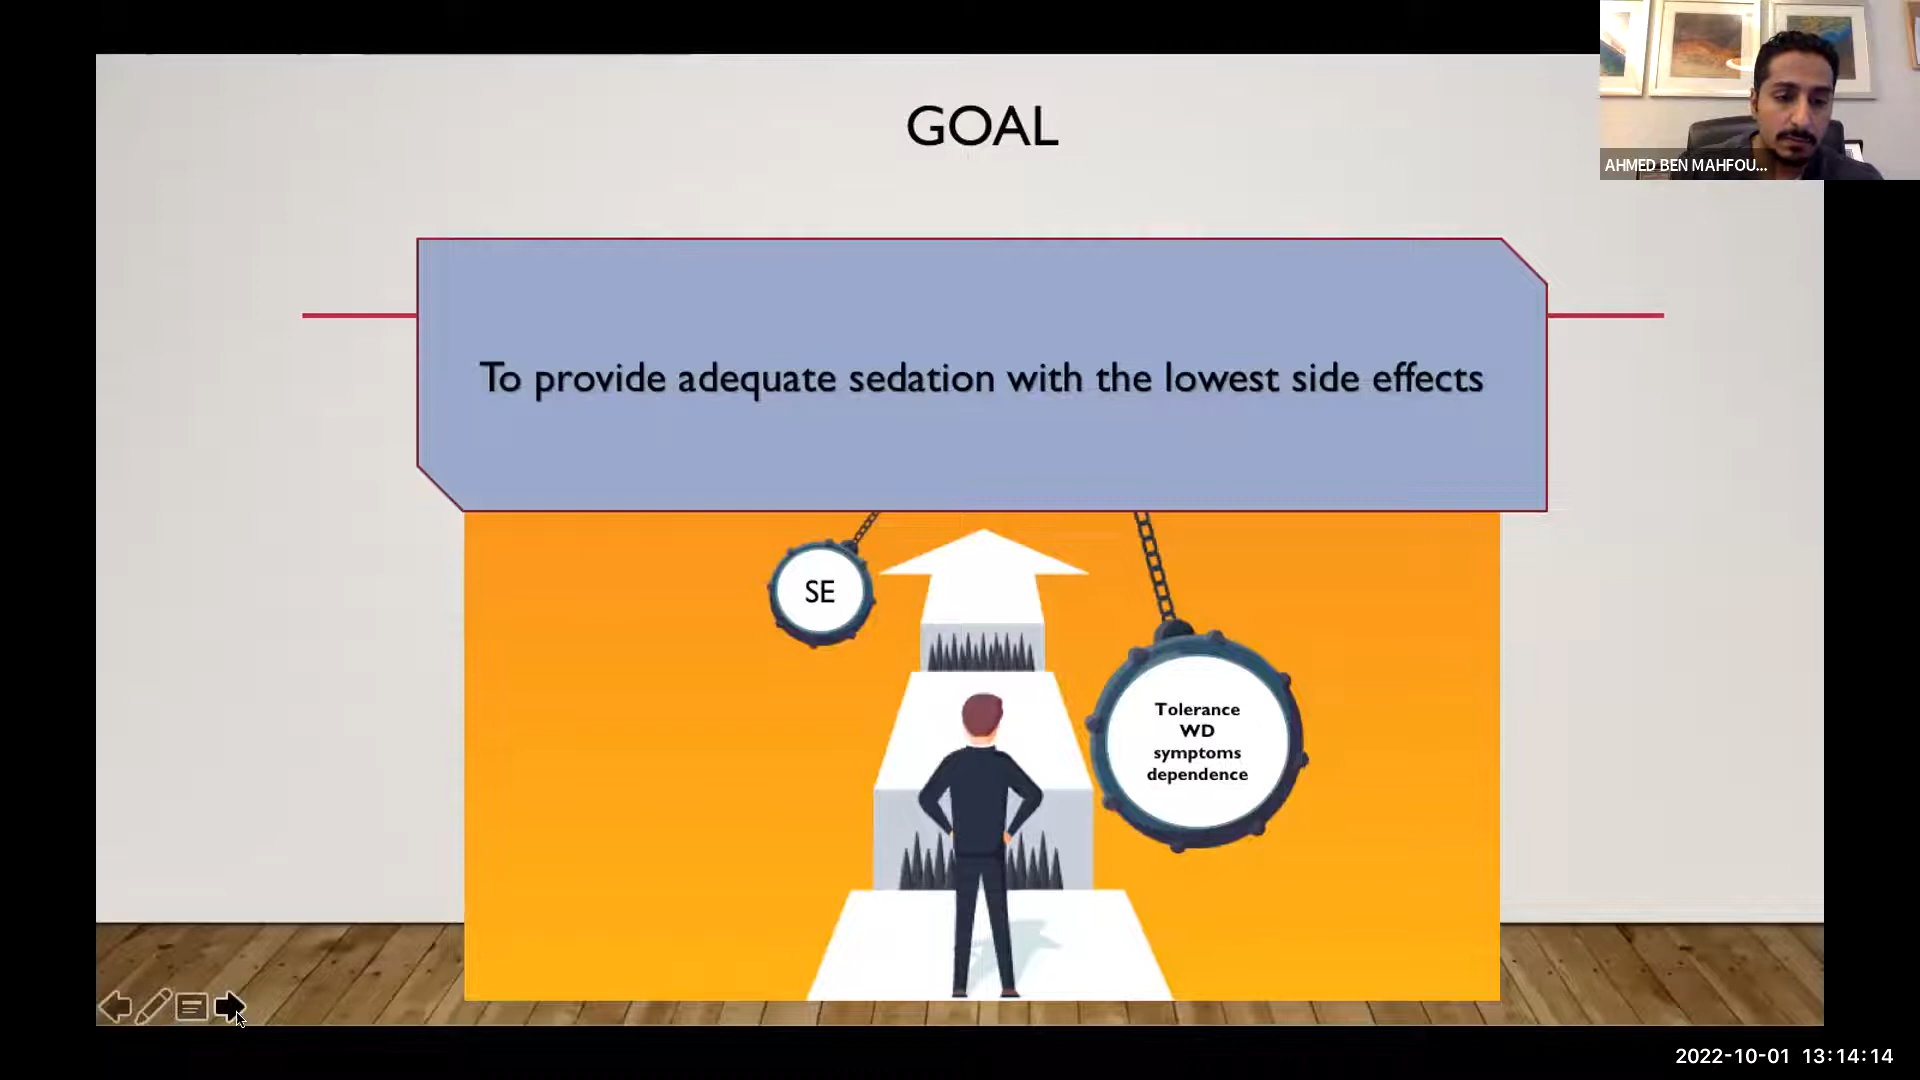 GOAL
AHMED BEN MAHFOU...
To provide adequate sedation with the lowest side effects
SE
Tolerance
WD
symptoms
dependence
2022-10-01 13:14:14